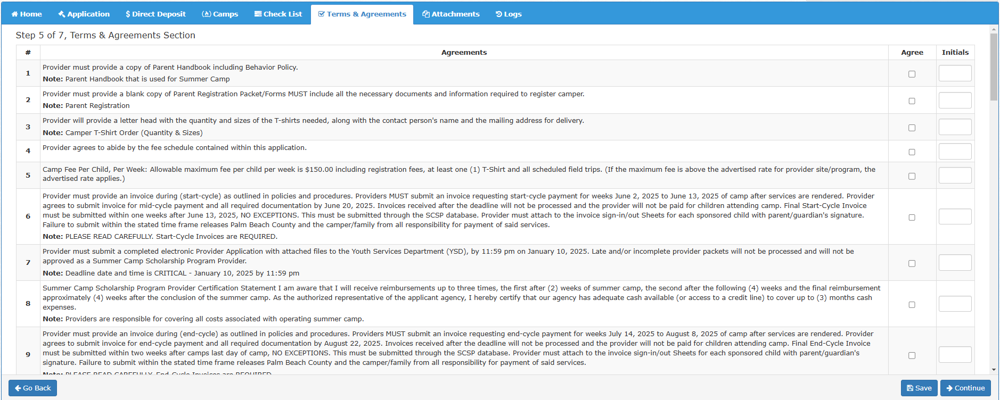 Home Application Direct Deposit Camps Check List Terms & Agreements Attachments Logs
Step 5 of 7, Terms & Agreements Section
# Agreements Agree Initials
1
Provider must provide a copy of Parent Handbook including Behavior Policy.
Note: Parent Handbook that is used for Summer Camp
2
Provider must provide a blank copy of Parent Registration Packet/Forms MUST include all the necessary documents and information required to register camper.
Note: Parent Registration
3
Provider will provide a letter head with the quantity and sizes of the T-shirts needed, along with the contact person's name and the mailing address for delivery.
Note: Camper T-Shirt Order (Quantity & Sizes)
4
Provider agrees to abide by the fee schedule contained within this application.
5
Camp Fee Per Child, Per Week: Allowable maximum fee per child per week is $150.00 including registration fees, at least one (1) T-Shirt and all scheduled field trips. (If the maximum fee is above the advertised rate for provider site/program, the
advertised rate applies.)
6
Provider must provide an invoice during (start-cycle) as outlined in policies and procedures. Providers MUST submit an invoice requesting start-cycle payment for weeks June 2, 2025 to June 13, 2025 of camp after services are rendered. Provider
agrees to submit invoice for mid-cycle payment and all required documentation by June 20, 2025. Invoices received after the deadline will not be processed and the provider will not be paid for children attending camp. Final Start-Cycle Invoice
must be submitted within one weeks after June 13, 2025, NO EXCEPTIONS. This must be submitted through the SCSP database. Provider must attach to the invoice sign-in/out Sheets for each sponsored child with parent/guardian's signature.
Failure to submit within the stated time frame releases Palm Beach County and the camper/family from all responsibility for payment of said services.
Note: PLEASE READ CAREFULLY. Start-Cycle Invoices are REQUIRED.
7
Provider must submit a completed electronic Provider Application with attached files to the Youth Services Department (YSD), by 11:59 pm on January 10, 2025. Late and/or incomplete provider packets will not be processed and will not be
approved as a Summer Camp Scholarship Program Provider.
Note: Deadline date and time is CRITICAL - January 10, 2025 by 11:59 pm
8
Summer Camp Scholarship Program Provider Certification Statement I am aware that I will receive reimbursements up to three times, the first after (2) weeks of summer camp, the second after the following (4) weeks and the final reimbursement
approximately (4) weeks after the conclusion of the summer camp. As the authorized representative of the applicant agency, I hereby certify that our agency has adequate cash available (or access to a credit line) to cover up to (3) months cash
expenses.
Note: Providers are responsible for covering all costs associated with operating summer camp.
9
Provider must provide an invoice during (end-cycle) as outlined in policies and procedures. Providers MUST submit an invoice requesting end-cycle payment for weeks July 14, 2025 to August 8, 2025 of camp after services are rendered. Provider
agrees to submit invoice for end-cycle payment and all required documentation by August 22, 2025. Invoices received after the deadline will not be processed and the provider will not be paid for children attending camp. Final End-Cycle Invoice
must be submitted within two weeks after camps last day of camp, NO EXCEPTIONS. This must be submitted through the SCSP database. Provider must attach to the invoice sign-in/out Sheets for each sponsored child with parent/guardian's
signature. Failure to submit within the stated time frame releases Palm Beach County and the camper/family from all responsibility for payment of said services.
Note: PLEASE READ CAREFULLY. End-Cycle Invoices are REQUIRED.
Go Back Save Continue